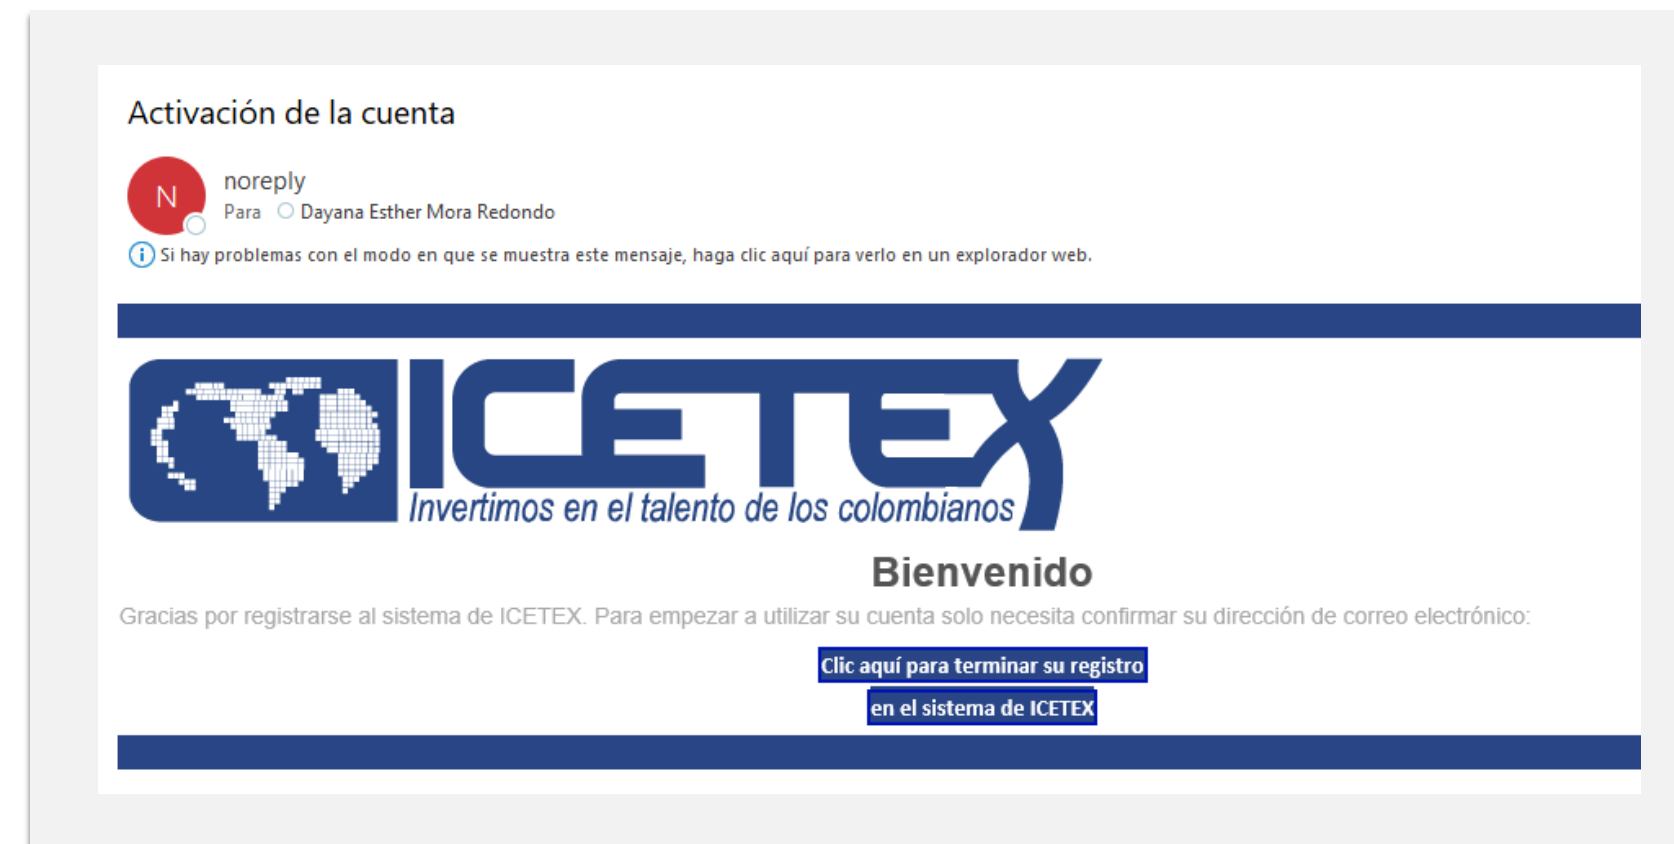 Activación de la cuenta
N
noreply
Para Dayana Esther Mora Redondo
Si hay problemas con el modo en que se muestra este mensaje, haga clic aquí para verlo en un explorador web.
ICETEX
Invertimos en el talento de los colombianos
Bienvenido
Gracias por registrarse al sistema de ICETEX. Para empezar a utilizar su cuenta solo necesita confirmar su dirección de correo electrónico:
Clic aquí para terminar su registro
en el sistema de ICETEX